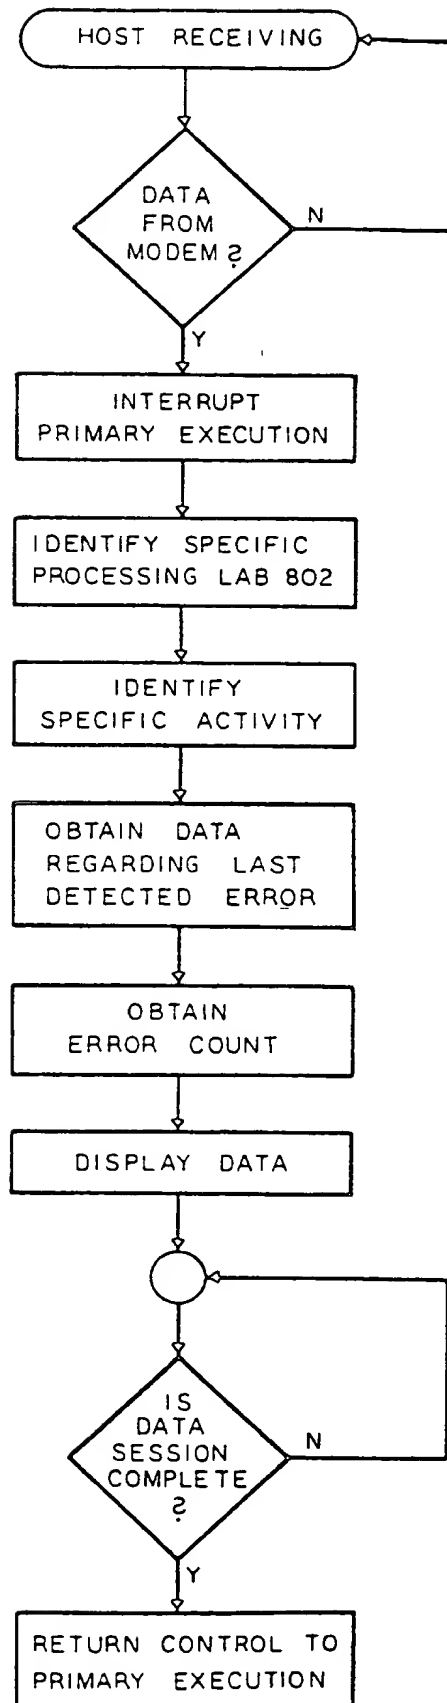 HOST RECEIVING
DATA
FROM
MODEM ?
N
Y
INTERRUPT
PRIMARY EXECUTION
IDENTIFY SPECIFIC
PROCESSING LAB 802
IDENTIFY
SPECIFIC ACTIVITY
OBTAIN DATA
REGARDING LAST
DETECTED ERROR
OBTAIN
ERROR COUNT
DISPLAY DATA
IS
DATA
SESSION
COMPLETE
?
N
Y
RETURN CONTROL TO
PRIMARY EXECUTION